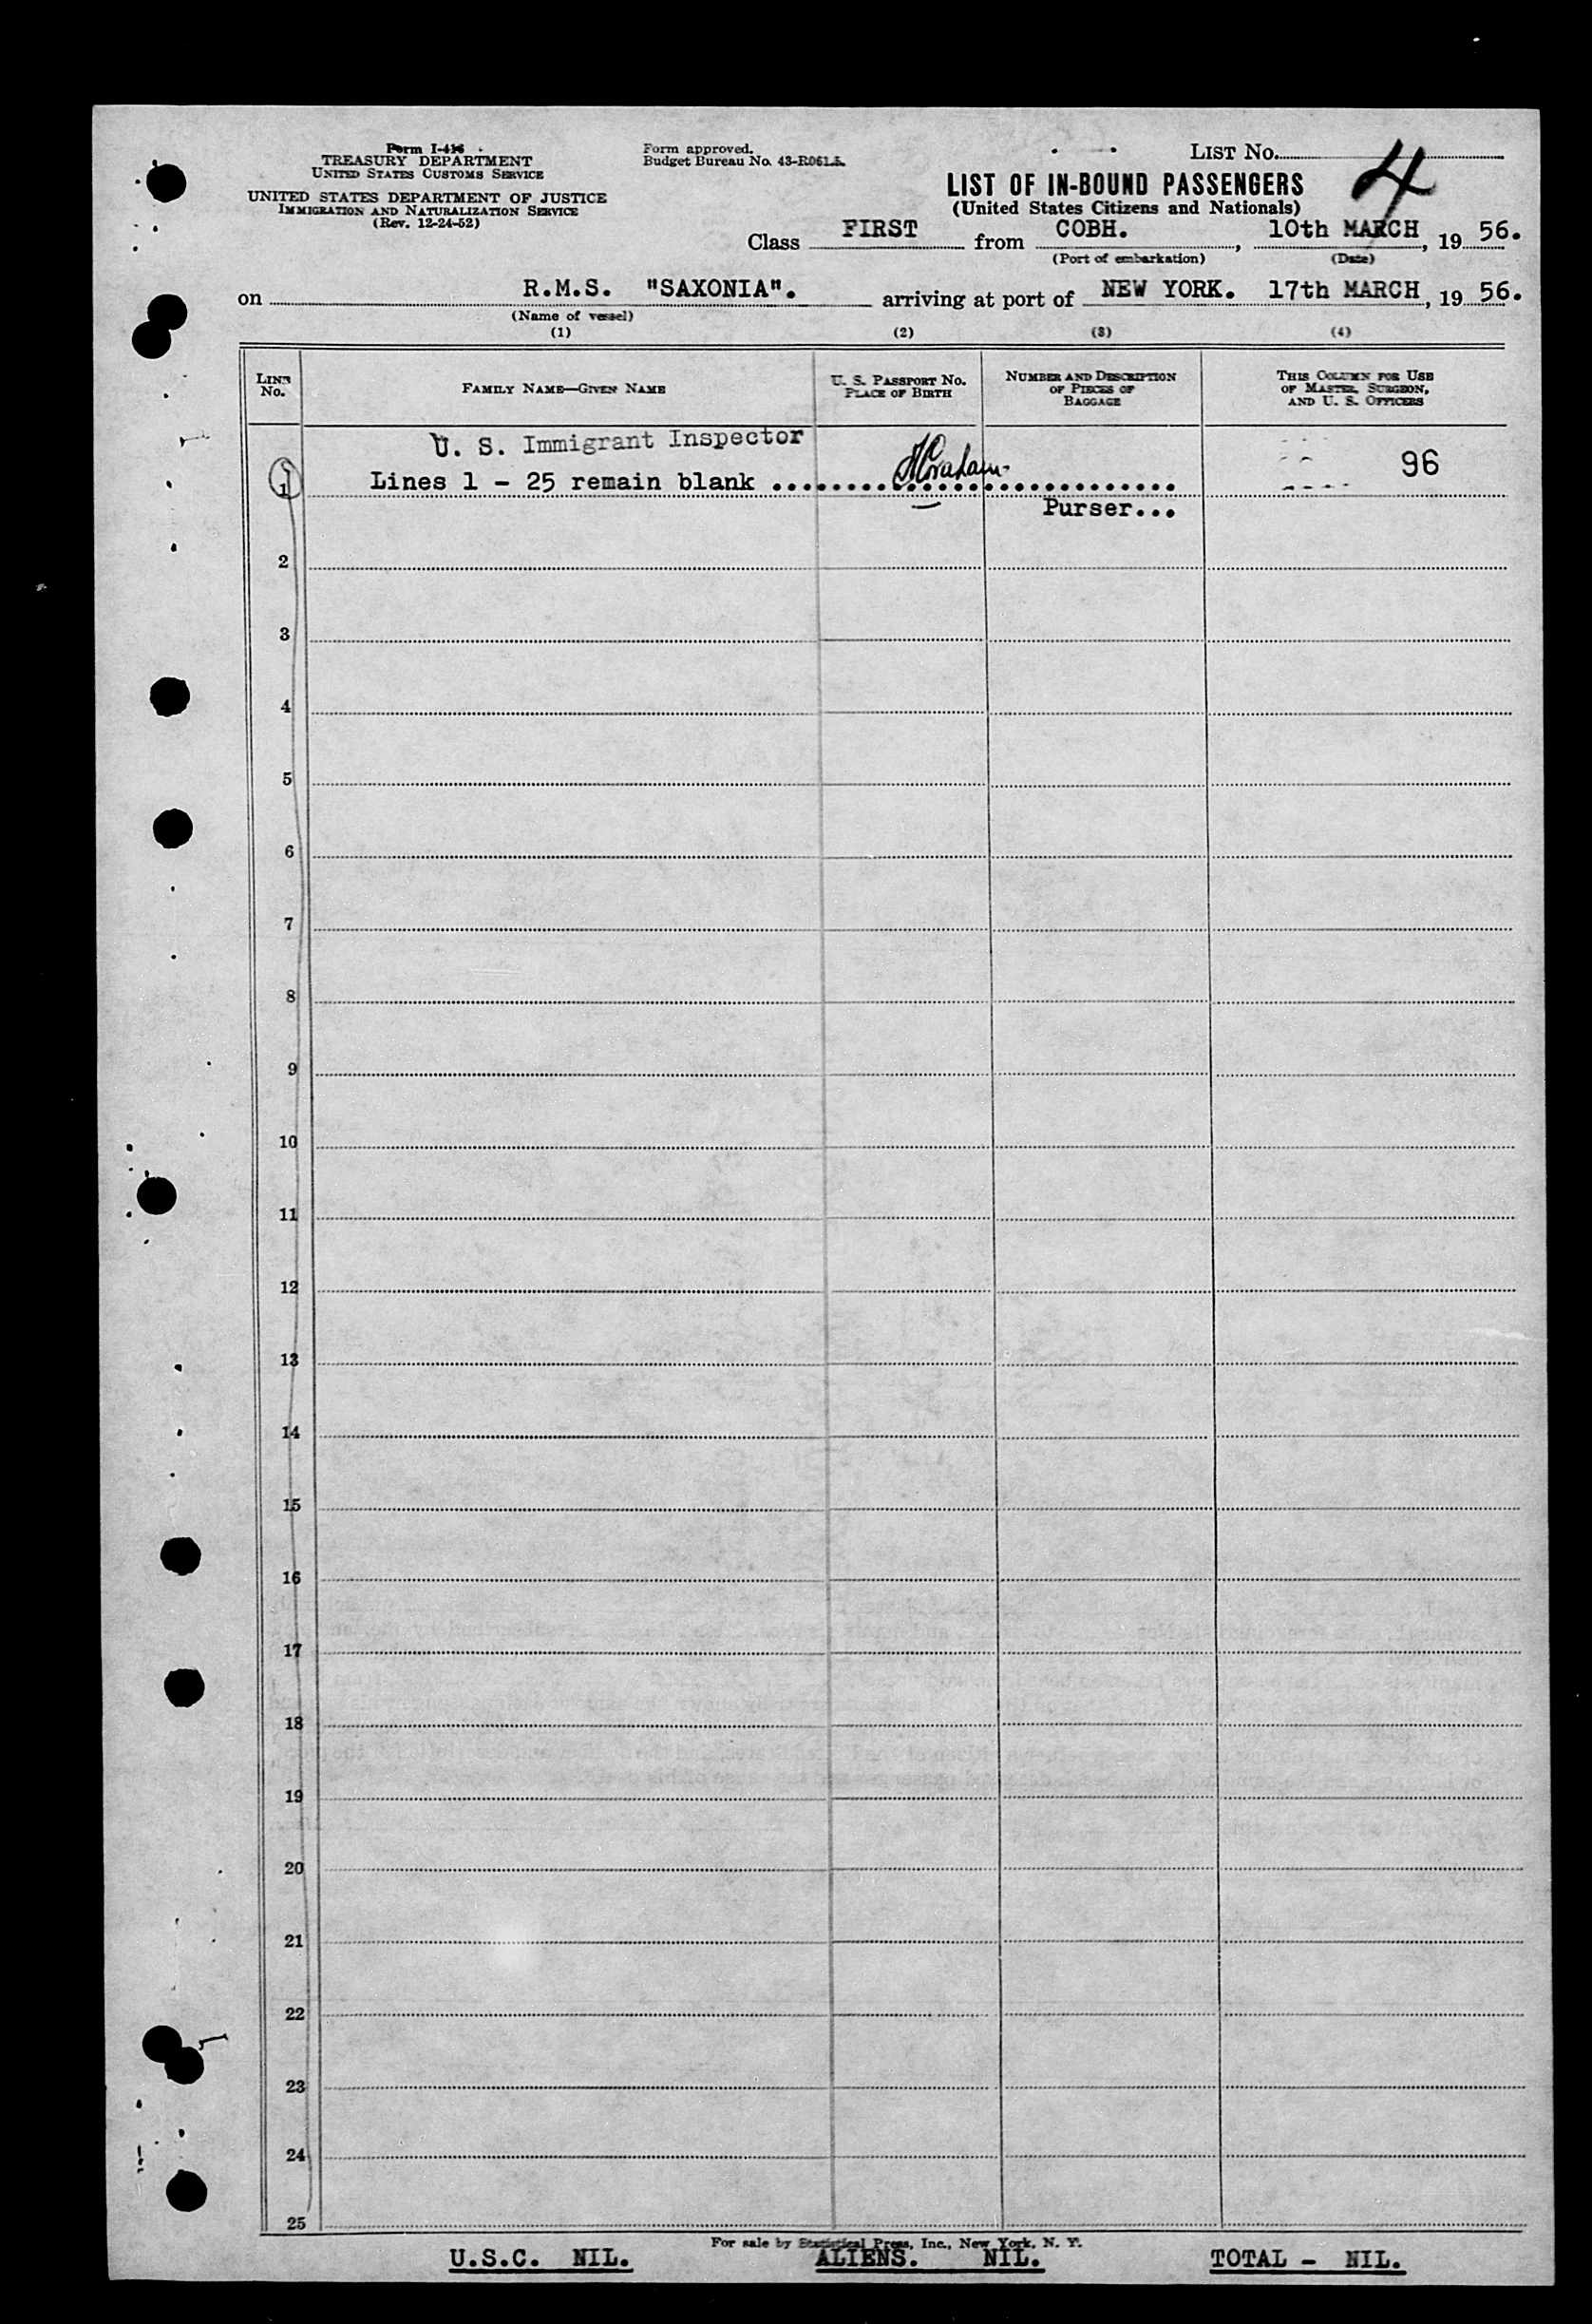 Form I-416
TREASURY DEPARTMENT
UNITED STATES CUSTOMS SERVICE
UNITED STATES DEPARTMENT OF JUSTICE
IMMIGRATION AND NATURALIZATION SERVICE
(Rev. 12-24-52)
Form approved.
Budget Bureau No. 43-R061.5.
LIST No. 4
LIST OF IN-BOUND PASSENGERS
(United States Citizens and Nationals)
Class FIRST from COBH. , 10th MARCH , 19 56.
(Port of embarkation) (Date)
on R.M.S. "SAXONIA". arriving at port of NEW YORK. 17th MARCH , 19 56.
(Name of vessel)
(1) (2) (3) (4)
LINE No. FAMILY NAME—GIVEN NAME U. S. PASSPORT No. PLACE OF BIRTH NUMBER AND DESCRIPTION OF PIECES OF BAGGAGE THIS COLUMN FOR USE OF MASTER, SURGEON, AND U. S. OFFICERS
U. S. Immigrant Inspector
1 Lines 1 - 25 remain blank ............................ 96
Purser...
2
3
4
5
6
7
8
9
10
11
12
13
14
15
16
17
18
19
20
21
22
23
24
25
For sale by Statistical Press, Inc., New York, N. Y.
U.S.C. NIL. ALIENS. NIL. TOTAL - NIL.